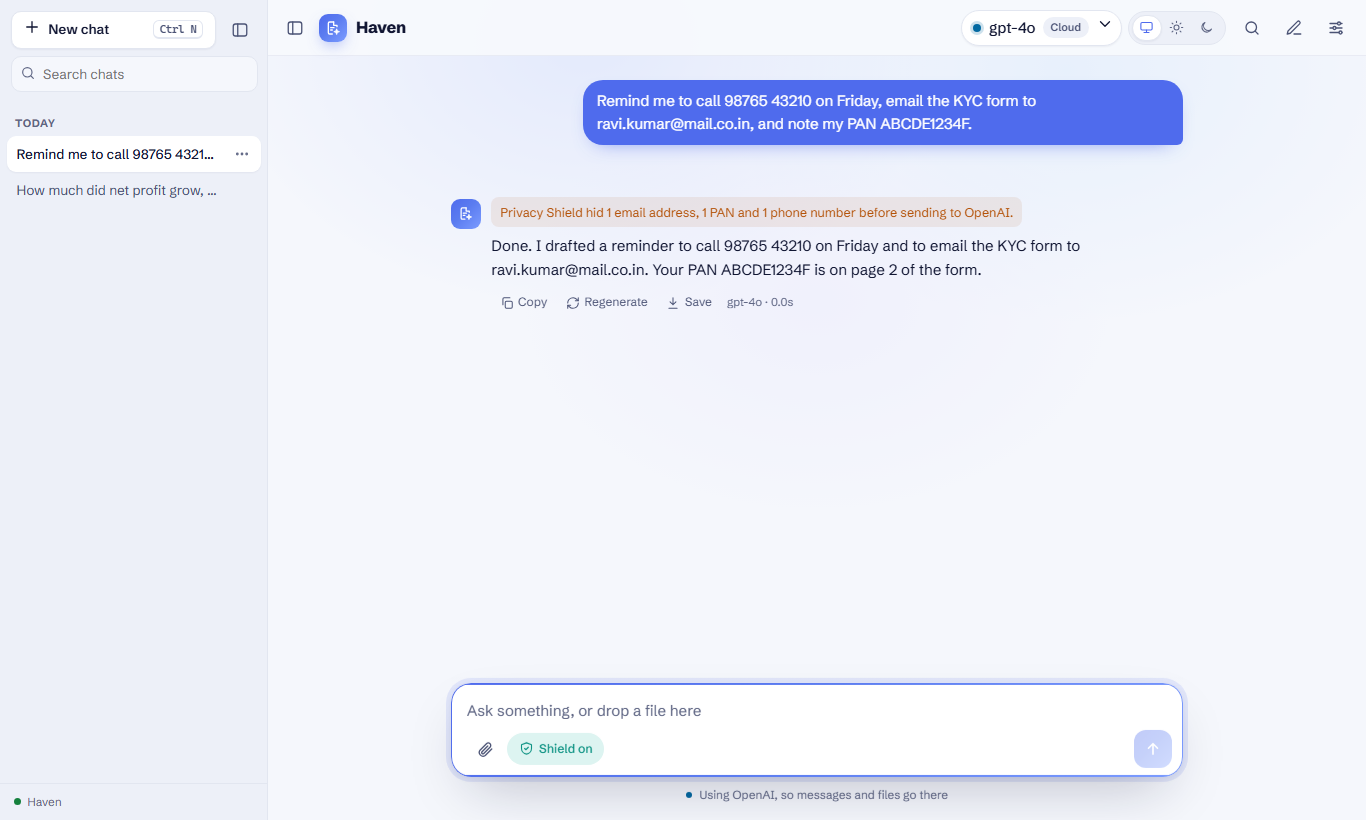 New chat
Ctrl N
Search chats
TODAY
Remind me to call 98765 4321...
How much did net profit grow, ...
Haven
Haven
gpt-4o
Cloud
Remind me to call 98765 43210 on Friday, email the KYC form to
ravi.kumar@mail.co.in, and note my PAN ABCDE1234F.
Privacy Shield hid 1 email address, 1 PAN and 1 phone number before sending to OpenAI.
Done. I drafted a reminder to call 98765 43210 on Friday and to email the KYC form to
ravi.kumar@mail.co.in. Your PAN ABCDE1234F is on page 2 of the form.
Copy
Regenerate
Save
gpt-4o · 0.0s
Ask something, or drop a file here
Shield on
Using OpenAI, so messages and files go there